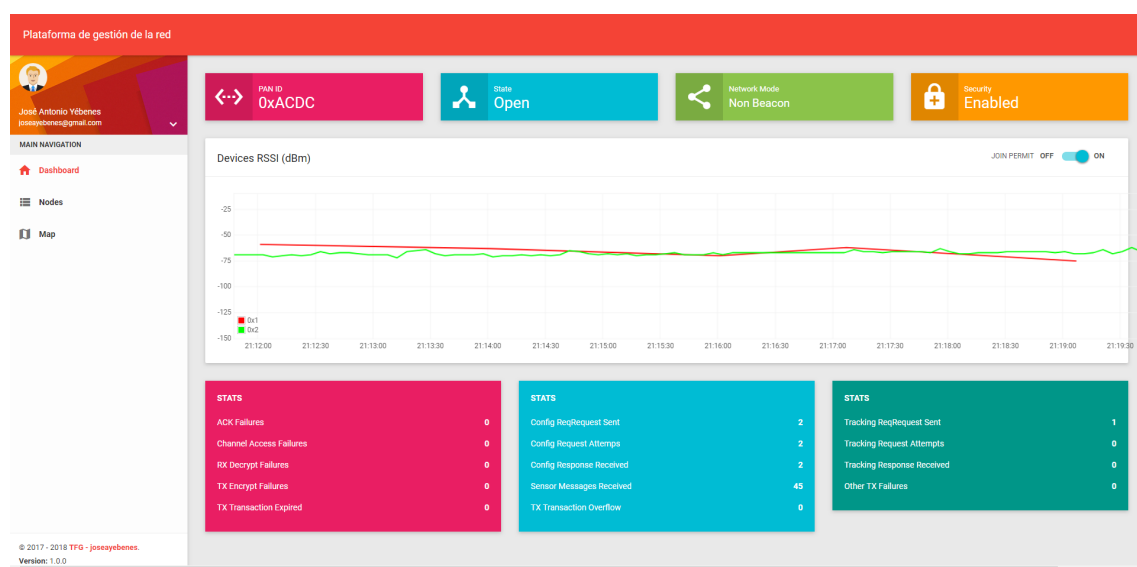 Plataforma de gestión de la red
José Antonio Yébenes
joseayebenes@gmail.com
MAIN NAVIGATION
Dashboard
Nodes
Map
© 2017 - 2018 TFG - joseayebenes.
Version: 1.0.0
PAN ID
0xACDC
State
Open
Network Mode
Non Beacon
Security
Enabled
Devices RSSI (dBm)
JOIN PERMIT OFF ON
-25
-50
-75
-100
-125
-150
0x1
0x2
21:12:00 21:12:30 21:13:00 21:13:30 21:14:00 21:14:30 21:15:00 21:15:30 21:16:00 21:16:30 21:17:00 21:17:30 21:18:00 21:18:30 21:19:00 21:19:30
STATS
ACK Failures 0
Channel Access Failures 0
RX Decrypt Failures 0
TX Encrypt Failures 0
TX Transaction Expired 0
STATS
Config ReqRequest Sent 2
Config Request Attemps 2
Config Response Received 2
Sensor Messages Received 45
TX Transaction Overflow 0
STATS
Tracking ReqRequest Sent 1
Tracking Request Attempts 0
Tracking Response Received 0
Other TX Failures 0